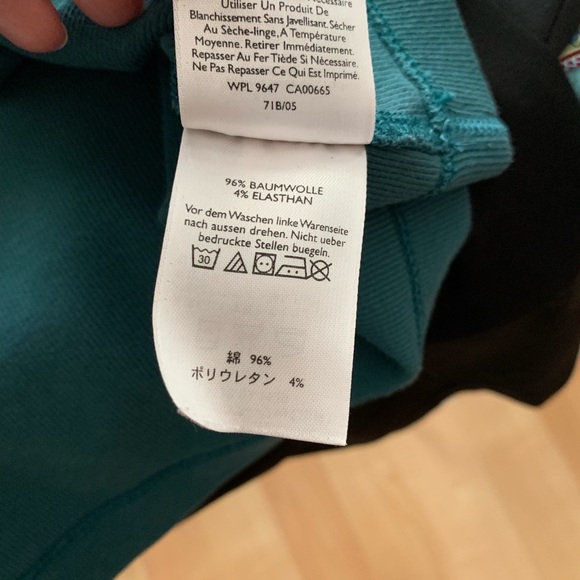 Utiliser Un Produit De
Blanchissement Sans Javellisant. Sécher
Au Sèche-linge, A Température
Moyenne. Retirer Immédiatement.
Repasser Au Fer Tiède Si Nécessaire.
Ne Pas Repasser Ce Qui Est Imprimé.
WPL 9647 CA00665
71B/05
96% BAUMWOLLE
4% ELASTHAN
Vor dem Waschen linke Warenseite
nach aussen drehen. Nicht ueber
bedruckte Stellen buegeln.
30
綿 96%
ポリウレタン 4%